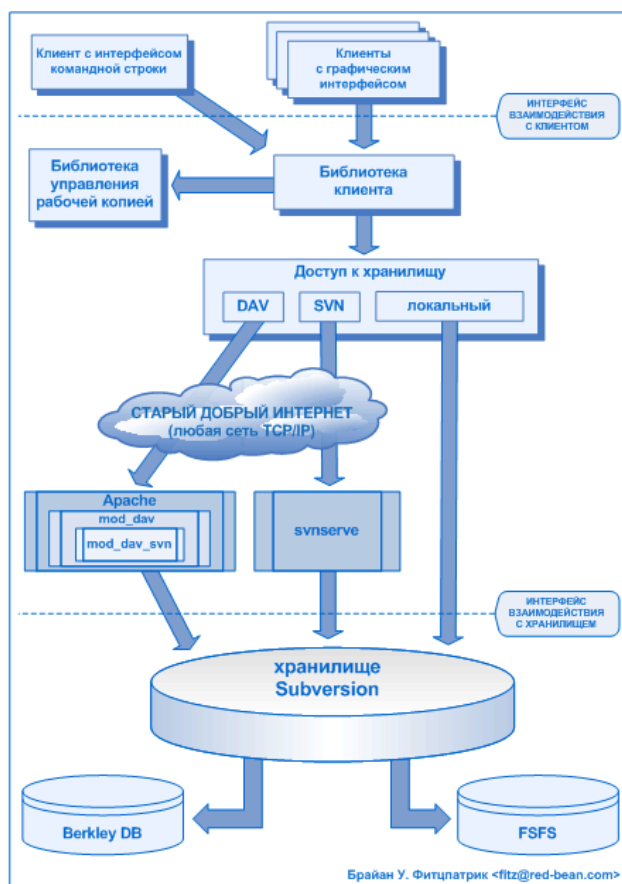 Клиент с интерфейсом
командной строки
Клиенты
с графическим
интерфейсом
ИНТЕРФЕЙС
ВЗАИМОДЕЙСТВИЯ
С КЛИЕНТОМ
Библиотека
управления
рабочей копией
Библиотека
клиента
Доступ к хранилищу
DAV
SVN
локальный
СТАРЫЙ ДОБРЫЙ ИНТЕРНЕТ
(любая сеть TCP/IP)
Apache
mod_dav
mod_dav_svn
svnserve
ИНТЕРФЕЙС
ВЗАИМОДЕЙСТВИЯ
С ХРАНИЛИЩЕМ
хранилище
Subversion
Berkley DB
FSFS
Брайан У. Фитцпатрик <fitz@red-bean.com>